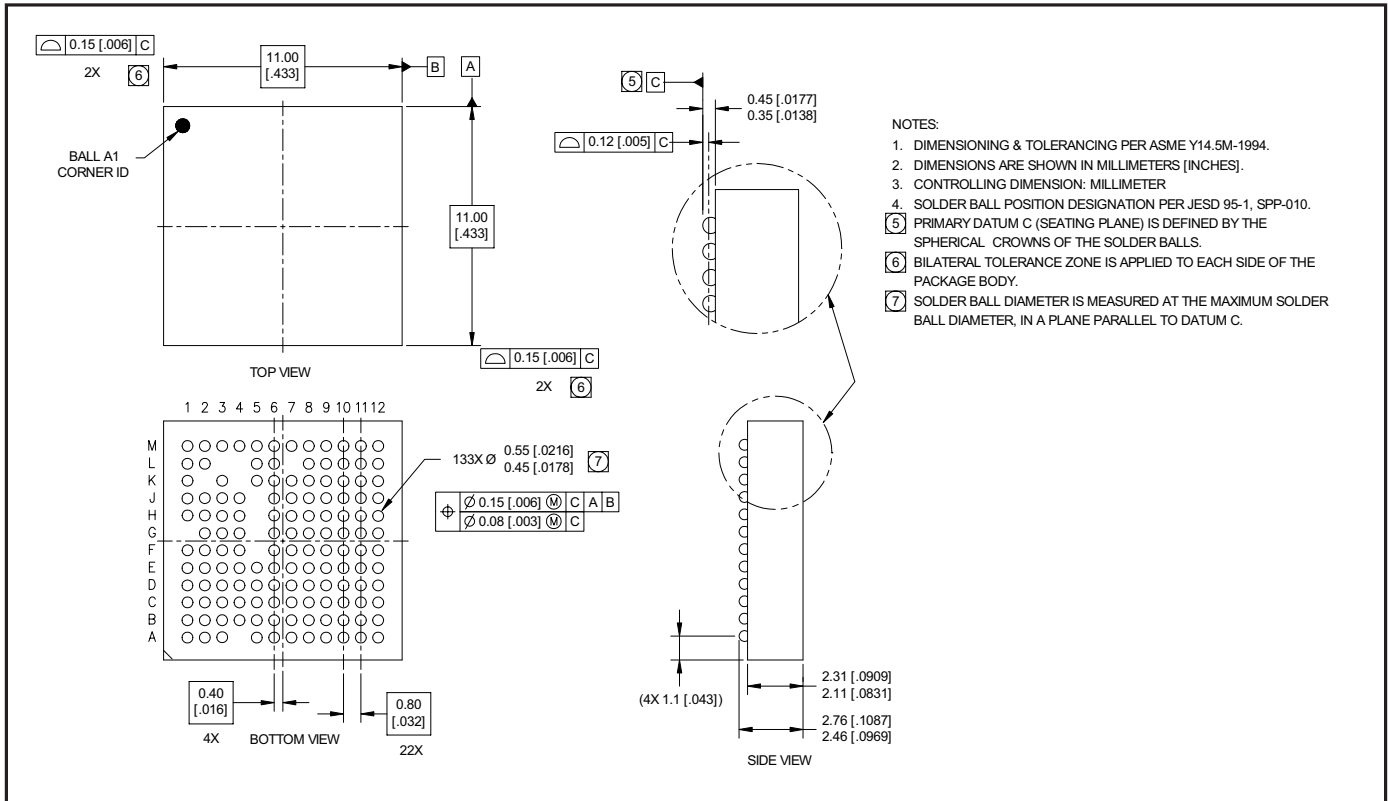 ⌓ 0.15 [.006] C
2X 6
11.00
[.433]
B
A
BALL A1
CORNER ID
11.00
[.433]
TOP VIEW
⌓ 0.15 [.006] C
2X 6
5 C
0.45 [.0177]
0.35 [.0138]
⌓ 0.12 [.005] C
NOTES:
1. DIMENSIONING & TOLERANCING PER ASME Y14.5M-1994.
2. DIMENSIONS ARE SHOWN IN MILLIMETERS [INCHES].
3. CONTROLLING DIMENSION: MILLIMETER
4. SOLDER BALL POSITION DESIGNATION PER JESD 95-1, SPP-010.
5 PRIMARY DATUM C (SEATING PLANE) IS DEFINED BY THE
SPHERICAL CROWNS OF THE SOLDER BALLS.
6 BILATERAL TOLERANCE ZONE IS APPLIED TO EACH SIDE OF THE
PACKAGE BODY.
7 SOLDER BALL DIAMETER IS MEASURED AT THE MAXIMUM SOLDER
BALL DIAMETER, IN A PLANE PARALLEL TO DATUM C.
1 2 3 4 5 6 7 8 9 10 11 12
M
L
K
J
H
G
F
E
D
C
B
A
133X Ø 0.55 [.0216]
0.45 [.0178] 7
⌖ Ø 0.15 [.006] Ⓜ C A B
Ø 0.08 [.003] Ⓜ C
0.40
[.016]
4X
BOTTOM VIEW
0.80
[.032]
22X
(4X 1.1 [.043])
2.31 [.0909]
2.11 [.0831]
2.76 [.1087]
2.46 [.0969]
SIDE VIEW